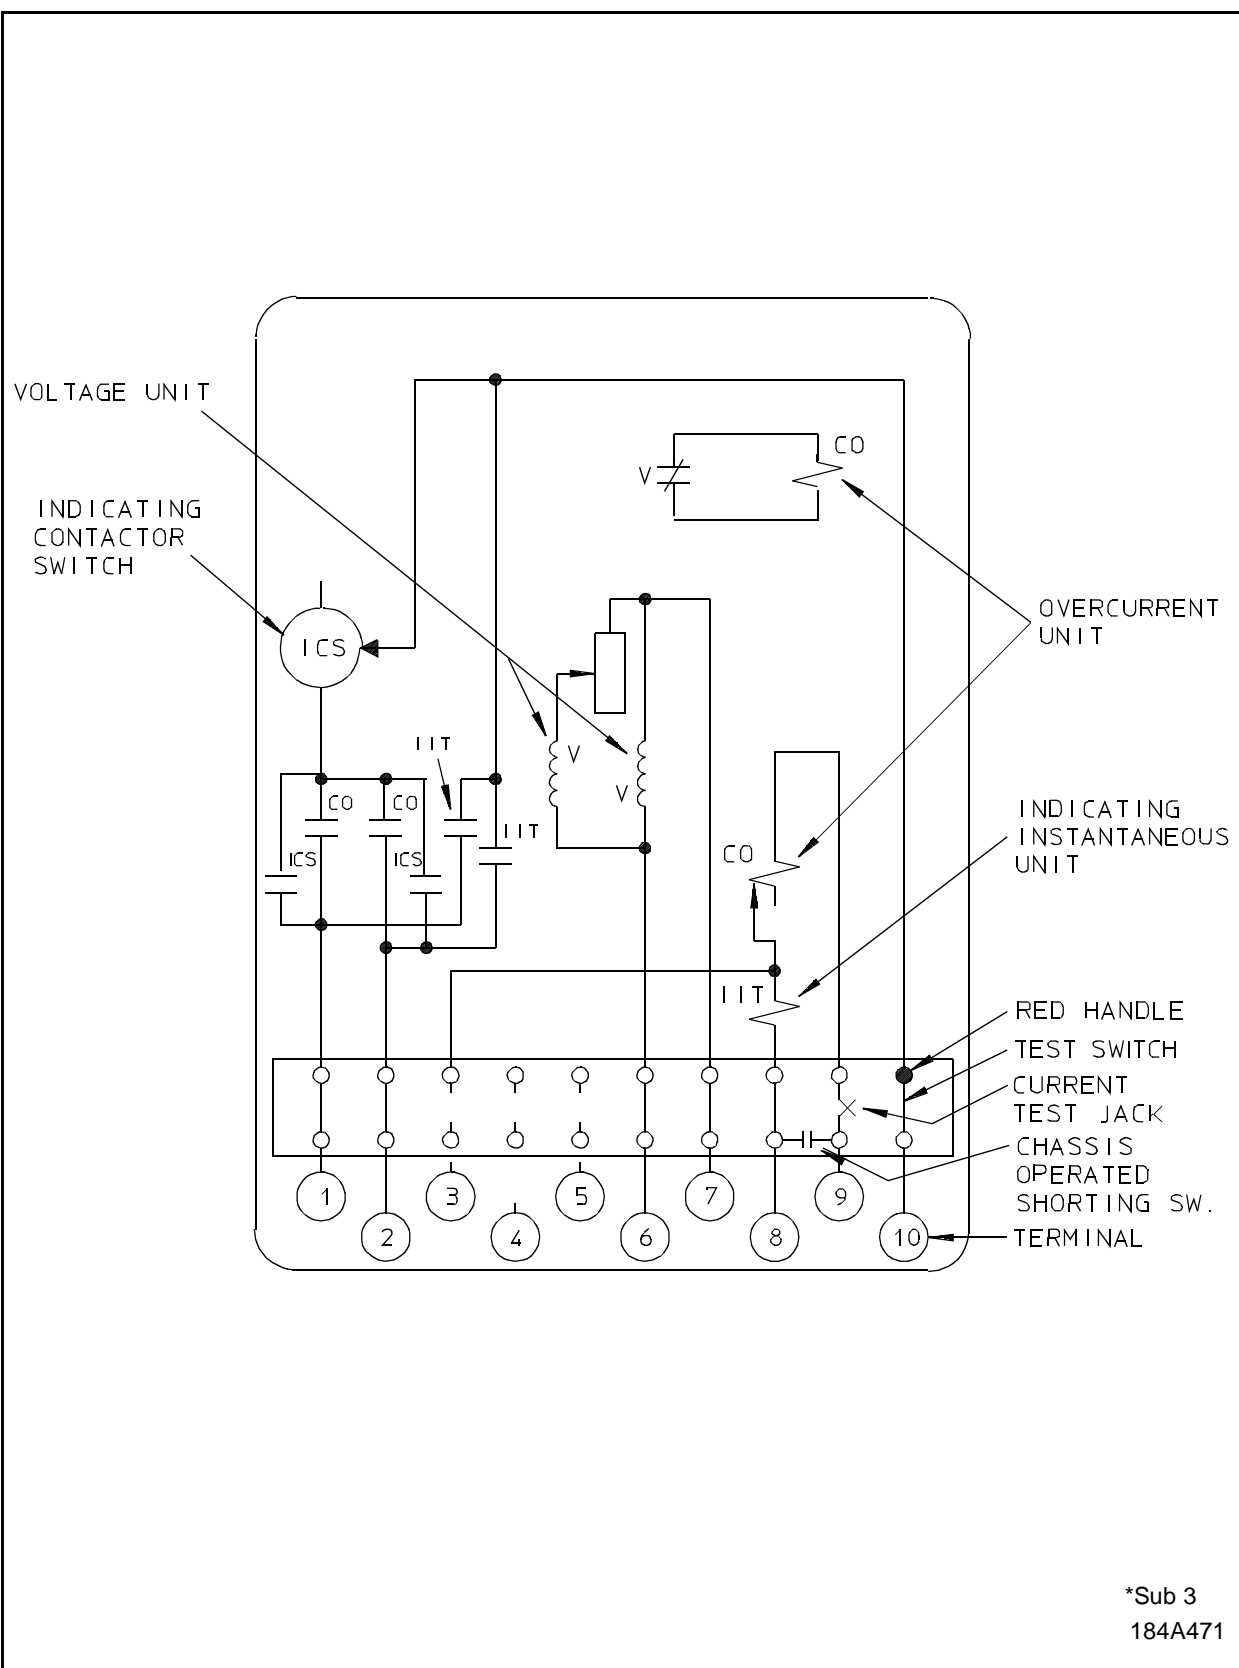 VOLTAGE UNIT
CO
V
INDICATING
CONTACTOR
SWITCH
OVERCURRENT
UNIT
ICS
IIT
V
V
CO
CO
IIT
ICS
ICS
CO
INDICATING
INSTANTANEOUS
UNIT
IIT
RED HANDLE
TEST SWITCH
CURRENT
TEST JACK
CHASSIS
OPERATED
SHORTING SW.
1
3
5
7
9
2
4
6
8
10
TERMINAL
*Sub 3
184A471